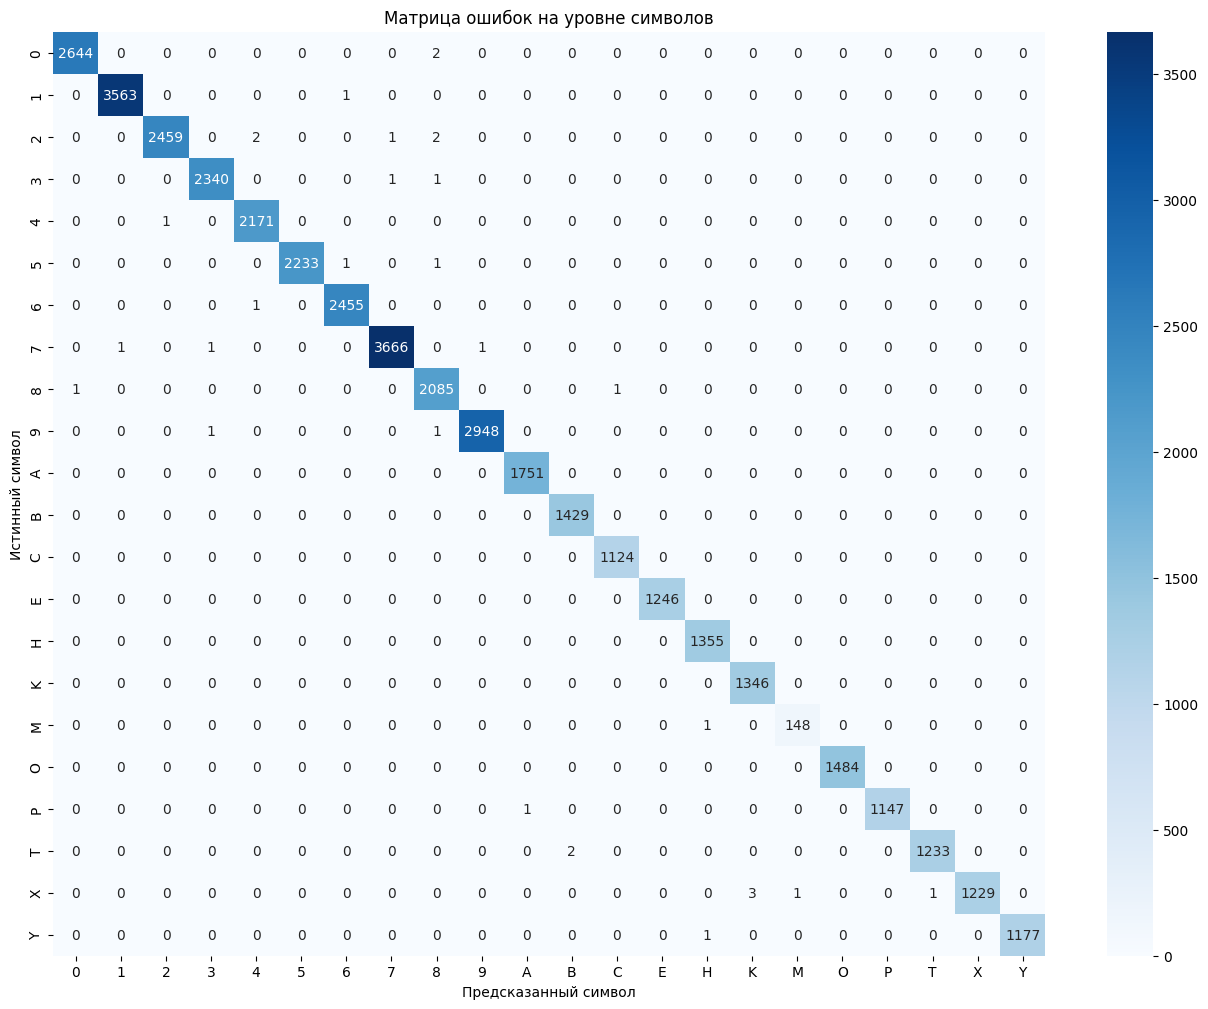 Матрица ошибок на уровне символов
Истинный символ
0 2644 0 0 0 0 0 0 0 2 0 0 0 0 0 0 0 0 0 0 0 0 0
1 0 3563 0 0 0 0 1 0 0 0 0 0 0 0 0 0 0 0 0 0 0 0
2 0 0 2459 0 2 0 0 1 2 0 0 0 0 0 0 0 0 0 0 0 0 0
3 0 0 0 2340 0 0 0 1 1 0 0 0 0 0 0 0 0 0 0 0 0 0
4 0 0 1 0 2171 0 0 0 0 0 0 0 0 0 0 0 0 0 0 0 0 0
5 0 0 0 0 0 2233 1 0 1 0 0 0 0 0 0 0 0 0 0 0 0 0
6 0 0 0 0 1 0 2455 0 0 0 0 0 0 0 0 0 0 0 0 0 0 0
7 0 1 0 1 0 0 0 3666 0 1 0 0 0 0 0 0 0 0 0 0 0 0
8 1 0 0 0 0 0 0 0 2085 0 0 0 1 0 0 0 0 0 0 0 0 0
9 0 0 0 1 0 0 0 0 1 2948 0 0 0 0 0 0 0 0 0 0 0 0
A 0 0 0 0 0 0 0 0 0 0 1751 0 0 0 0 0 0 0 0 0 0 0
B 0 0 0 0 0 0 0 0 0 0 0 1429 0 0 0 0 0 0 0 0 0 0
C 0 0 0 0 0 0 0 0 0 0 0 0 1124 0 0 0 0 0 0 0 0 0
E 0 0 0 0 0 0 0 0 0 0 0 0 0 1246 0 0 0 0 0 0 0 0
H 0 0 0 0 0 0 0 0 0 0 0 0 0 0 1355 0 0 0 0 0 0 0
K 0 0 0 0 0 0 0 0 0 0 0 0 0 0 0 1346 0 0 0 0 0 0
M 0 0 0 0 0 0 0 0 0 0 0 0 0 0 1 0 148 0 0 0 0 0
O 0 0 0 0 0 0 0 0 0 0 0 0 0 0 0 0 0 1484 0 0 0 0
P 0 0 0 0 0 0 0 0 0 0 1 0 0 0 0 0 0 0 1147 0 0 0
T 0 0 0 0 0 0 0 0 0 0 0 2 0 0 0 0 0 0 0 1233 0 0
X 0 0 0 0 0 0 0 0 0 0 0 0 0 0 0 3 1 0 0 1 1229 0
Y 0 0 0 0 0 0 0 0 0 0 0 0 0 0 1 0 0 0 0 0 0 1177
0 1 2 3 4 5 6 7 8 9 A B C E H K M O P T X Y
Предсказанный символ
3500
3000
2500
2000
1500
1000
500
0